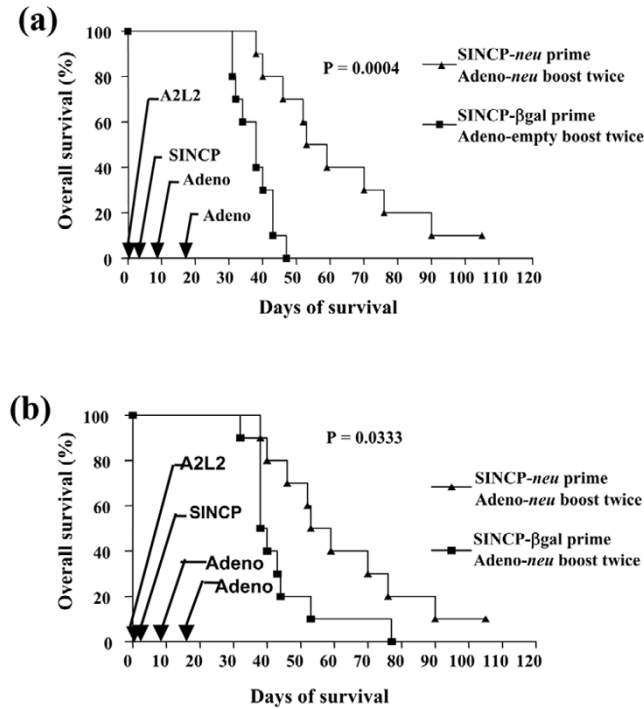 (a)
Overall survival (%)
100
80
60
40
20
0
A2L2
SINCP
Adeno
Adeno
P = 0.0004
SINCP-neu prime
Adeno-neu boost twice
SINCP-βgal prime
Adeno-empty boost twice
0 10 20 30 40 50 60 70 80 90 100 110 120
Days of survival
(b)
Overall survival (%)
100
80
60
40
20
0
A2L2
SINCP
Adeno
Adeno
P = 0.0333
SINCP-neu prime
Adeno-neu boost twice
SINCP-βgal prime
Adeno-neu boost twice
0 10 20 30 40 50 60 70 80 90 100 110 120
Days of survival